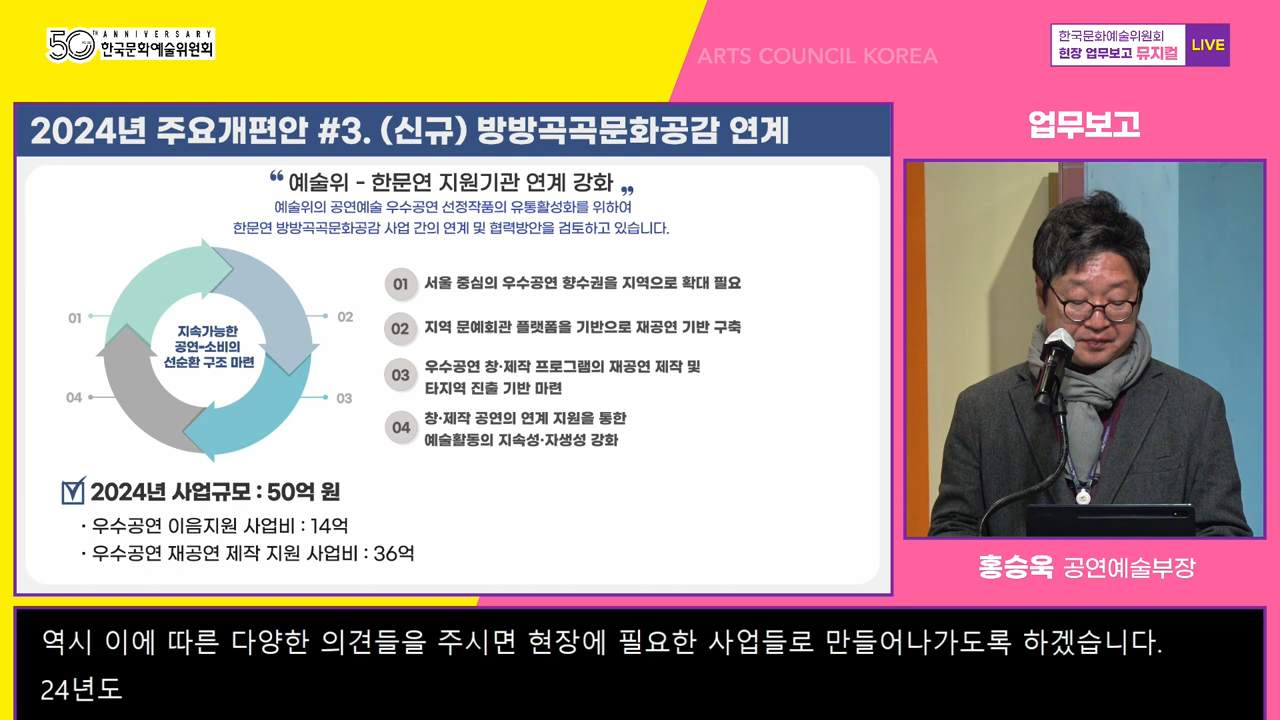 50TH ANNIVERSARY
한국문화예술위원회
ARTS COUNCIL KOREA
한국문화예술위원회
현장 업무보고 뮤지컬
LIVE
2024년 주요개편안 #3. (신규) 방방곡곡문화공감 연계
업무보고
“ 예술위 - 한문연 지원기관 연계 강화 „
예술위의 공연예술 우수공연 선정작품의 유통활성화를 위하여
한문연 방방곡곡문화공감 사업 간의 연계 및 협력방안을 검토하고 있습니다.
01
02
03
04
지속가능한
공연-소비의
선순환 구조 마련
01 서울 중심의 우수공연 향수권을 지역으로 확대 필요
02 지역 문예회관 플랫폼을 기반으로 재공연 기반 구축
03 우수공연 창·제작 프로그램의 재공연 제작 및
타지역 진출 기반 마련
04 창·제작 공연의 연계 지원을 통한
예술활동의 지속성·자생성 강화
2024년 사업규모 : 50억 원
· 우수공연 이음지원 사업비 : 14억
· 우수공연 재공연 제작 지원 사업비 : 36억
홍승욱 공연예술부장
역시 이에 따른 다양한 의견들을 주시면 현장에 필요한 사업들로 만들어나가도록 하겠습니다.
24년도